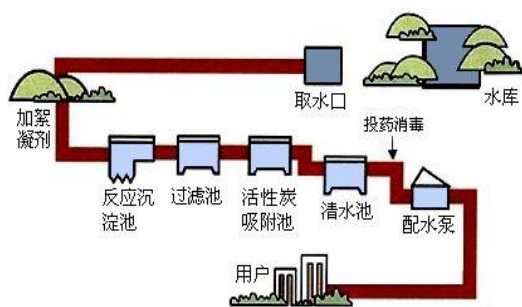 取水口
水库
加絮
凝剂
投药消毒
反应沉
淀池
过滤池
活性炭
吸附池
清水池
配水泵
用户